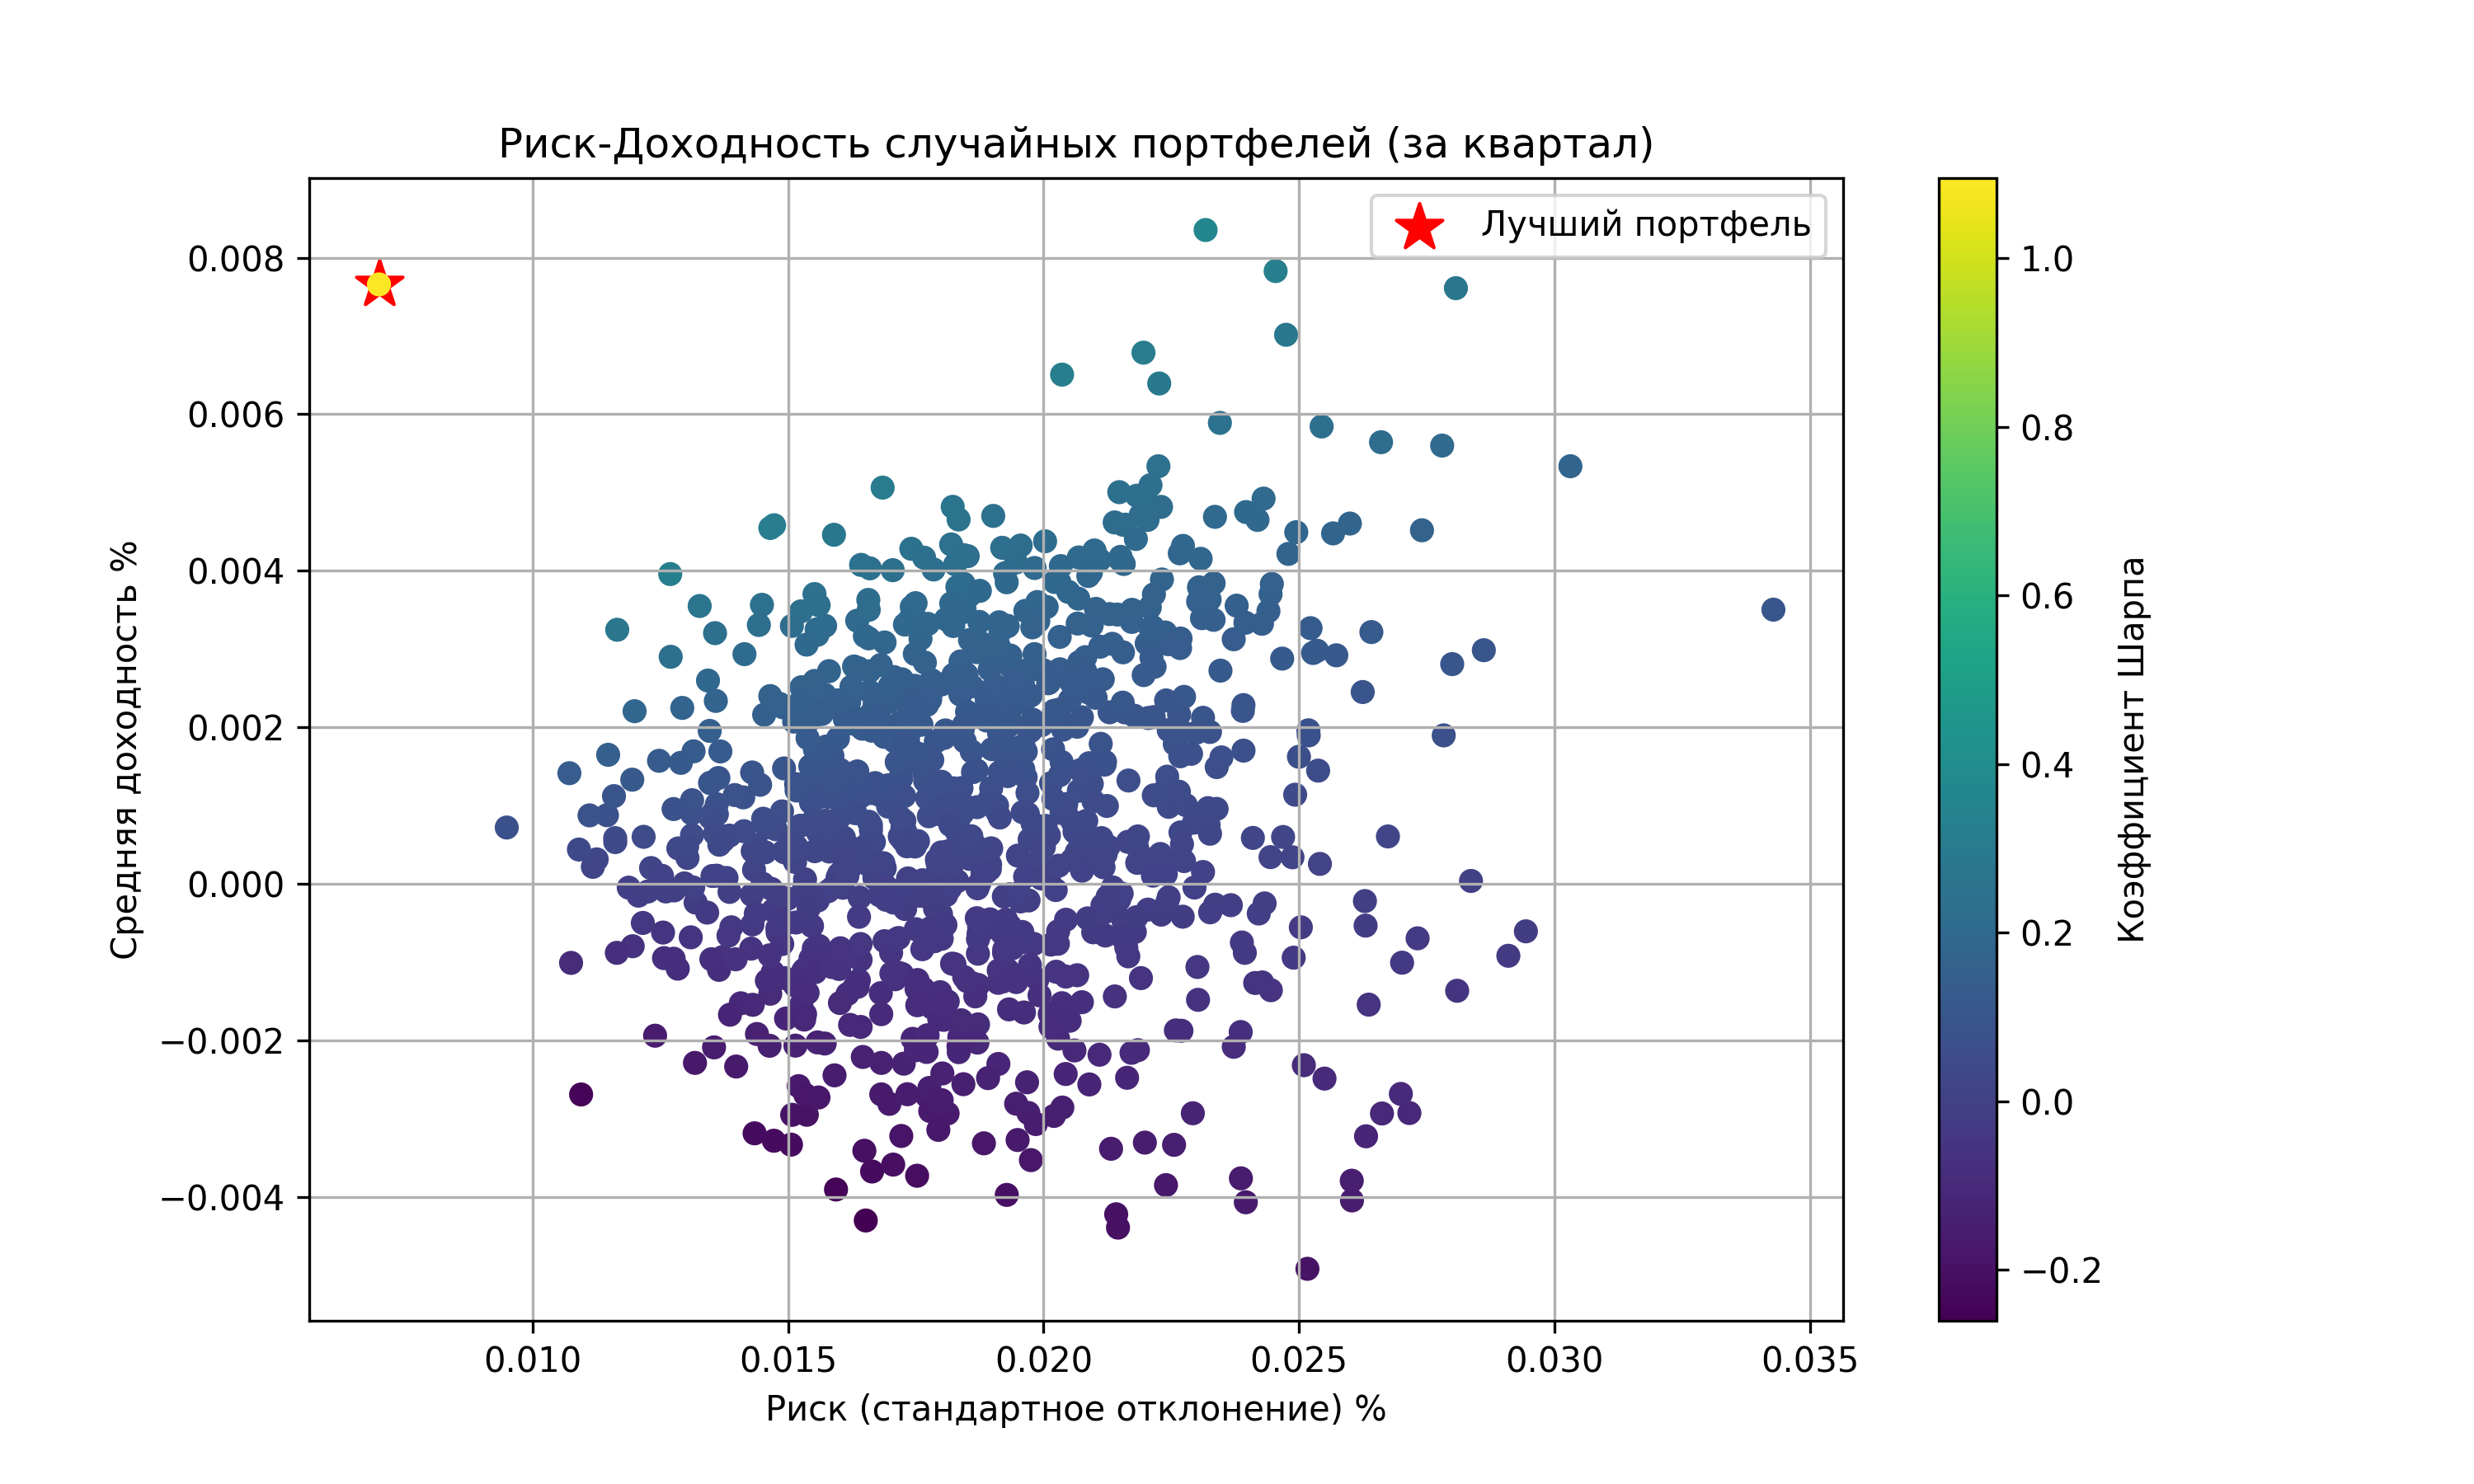 Риск-Доходность случайных портфелей (за квартал)
Лучший портфель
Средняя доходность %
0.008
0.006
0.004
0.002
0.000
−0.002
−0.004
0.010 0.015 0.020 0.025 0.030 0.035
Риск (стандартное отклонение) %
1.0
0.8
0.6
0.4
0.2
0.0
−0.2
Коэффициент Шарпа